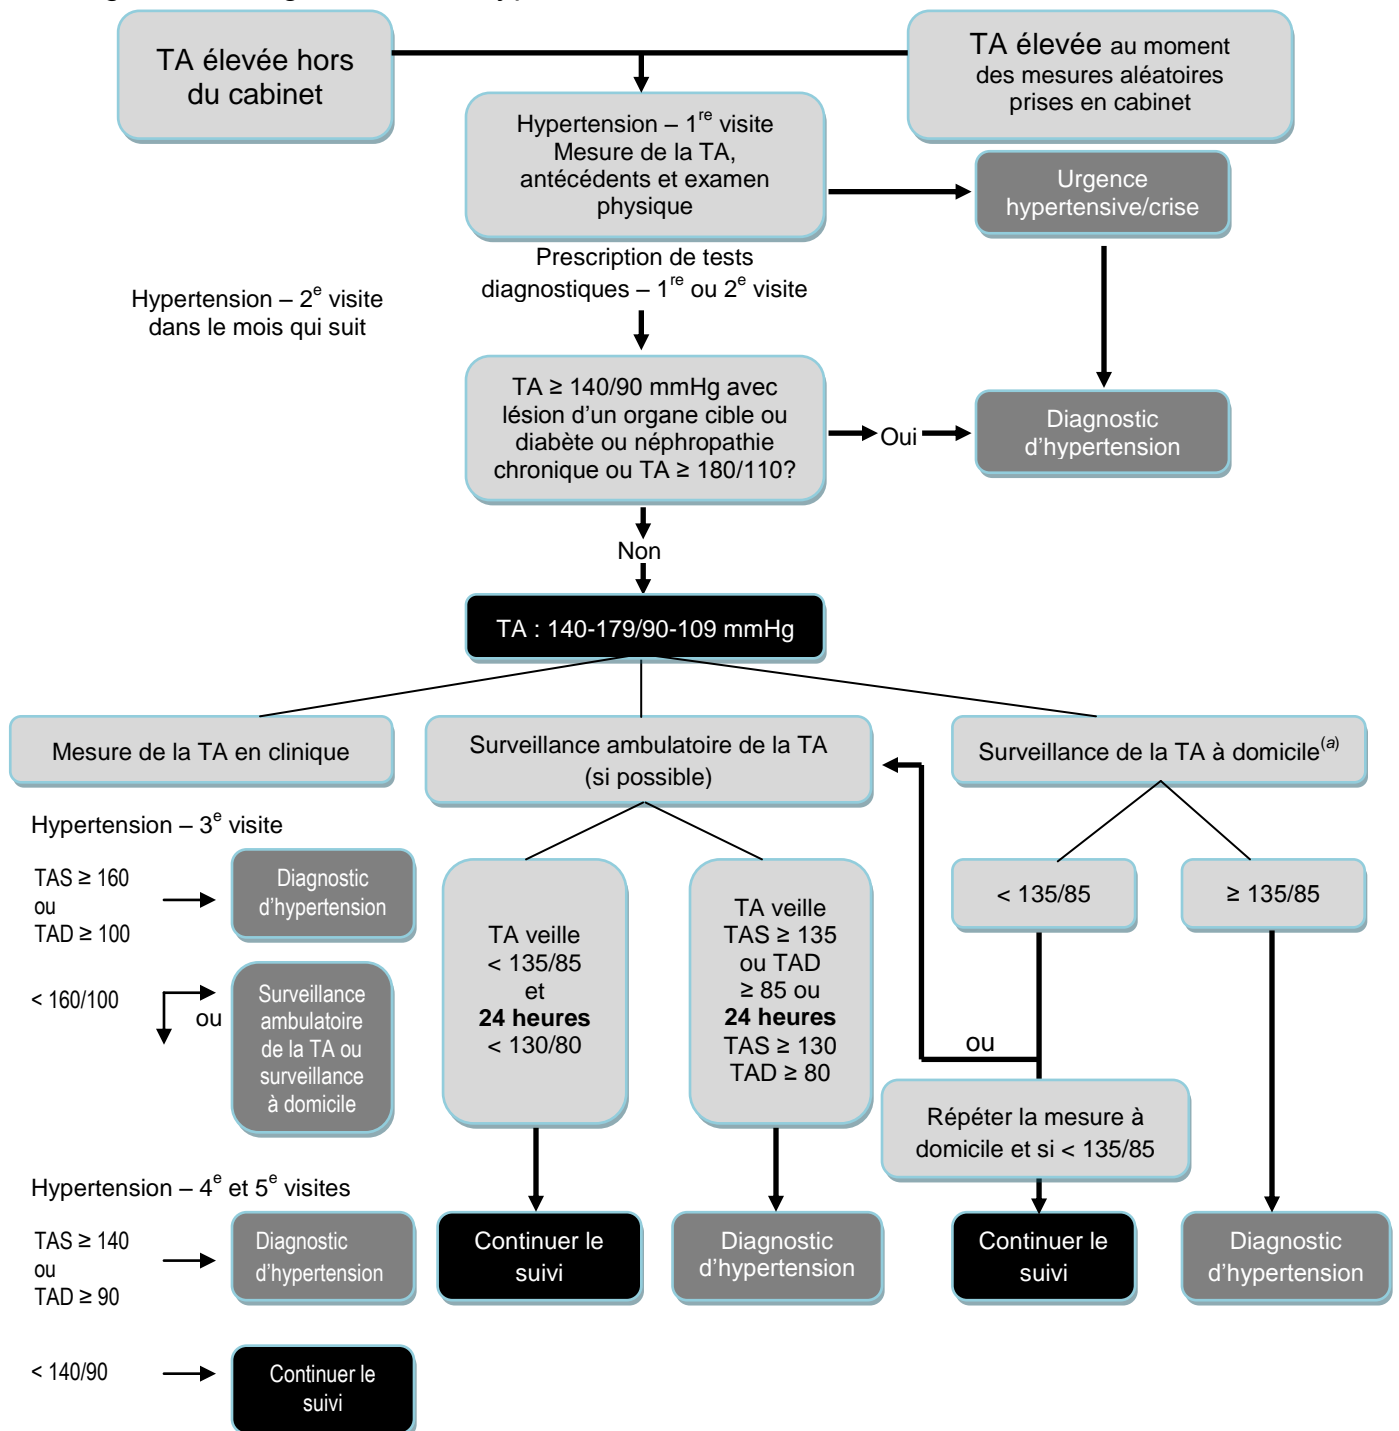 TA élevée hors
du cabinet
TA élevée au moment
des mesures aléatoires
prises en cabinet
Hypertension – 1re visite
Mesure de la TA,
antécédents et examen
physique
Urgence
hypertensive/crise
Prescription de tests
diagnostiques – 1re ou 2e visite
Hypertension – 2e visite
dans le mois qui suit
TA ≥ 140/90 mmHg avec
lésion d'un organe cible ou
diabète ou néphropathie
chronique ou TA ≥ 180/110?
Oui
Diagnostic
d'hypertension
Non
TA : 140-179/90-109 mmHg
Mesure de la TA en clinique
Surveillance ambulatoire de la TA
(si possible)
Surveillance de la TA à domicile(a)
Hypertension – 3e visite
TAS ≥ 160
ou
TAD ≥ 100
Diagnostic
d'hypertension
< 160/100
ou
Surveillance
ambulatoire
de la TA ou
surveillance
à domicile
TA veille
< 135/85
et
24 heures
< 130/80
TA veille
TAS ≥ 135
ou TAD
≥ 85 ou
24 heures
TAS ≥ 130
TAD ≥ 80
< 135/85
≥ 135/85
ou
Répéter la mesure à
domicile et si < 135/85
Hypertension – 4e et 5e visites
TAS ≥ 140
ou
TAD ≥ 90
Diagnostic
d'hypertension
Continuer le
suivi
Diagnostic
d'hypertension
Continuer le
suivi
Diagnostic
d'hypertension
< 140/90
Continuer le
suivi